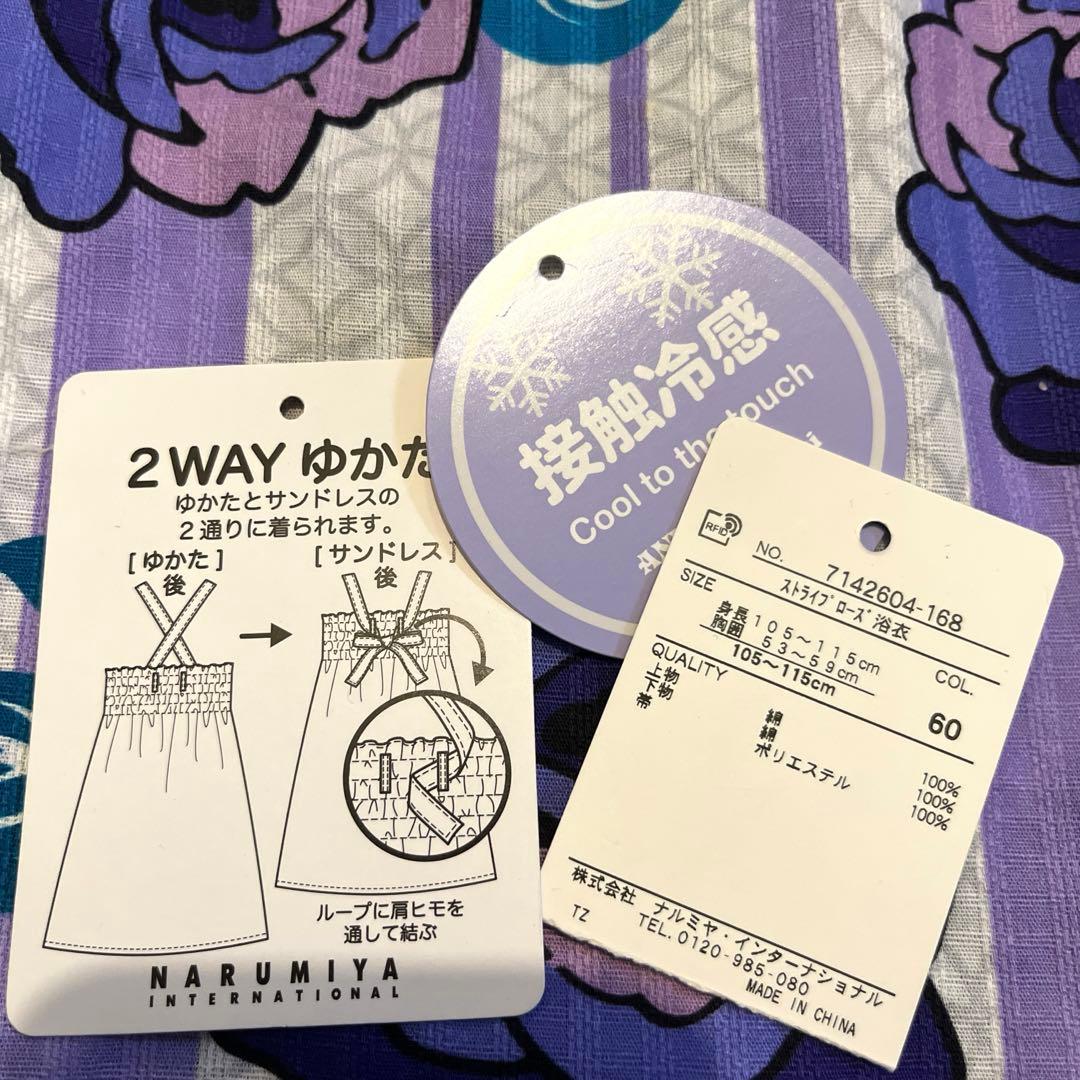 2WAY ゆかた
ゆかたとサンドレスの
2通りに着られます。
[ゆかた]
後
[サンドレス]
後
ループに肩ヒモを
通して結ぶ
NARUMIYA
INTERNATIONAL
接触冷感
Cool to the touch
RFID
NO. 7142604-168
ストライプローズ浴衣
SIZE COL.
身長 105~115cm
胸囲 53~59cm
105~115cm 60
QUALITY
上物 綿 100%
下物 綿 100%
帯 ポリエステル 100%
株式会社 ナルミヤ・インターナショナル
TZ TEL.0120-985-080
MADE IN CHINA